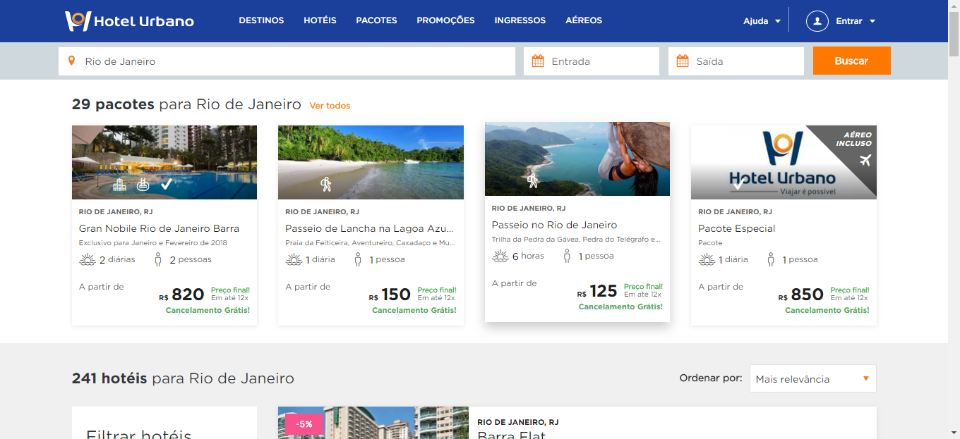 Hotel Urbano
DESTINOS HOTÉIS PACOTES PROMOÇÕES INGRESSOS AÉREOS
Ajuda Entrar
Rio de Janeiro
Entrada
Saída
Buscar
29 pacotes para Rio de Janeiro Ver todos
RIO DE JANEIRO, RJ
Gran Nobile Rio de Janeiro Barra
Exclusivo para Janeiro e Fevereiro de 2018
2 diárias 2 pessoas
A partir de
R$ 820 Preço final!
Em até 12x
Cancelamento Grátis!
RIO DE JANEIRO, RJ
Passeio de Lancha na Lagoa Azu...
Praia da Feiticeira, Aventureiro, Caxadaço e Mu...
1 diária 1 pessoa
A partir de
R$ 150 Preço final!
Em até 12x
Cancelamento Grátis!
RIO DE JANEIRO, RJ
Passeio no Rio de Janeiro
Trilha da Pedra da Gávea, Pedra do Telégrafo e...
6 horas 1 pessoa
A partir de
R$ 125 Preço final!
Em até 12x
Cancelamento Grátis!
AÉREO
INCLUSO
Hotel Urbano
Viajar é possível
RIO DE JANEIRO, RJ
Pacote Especial
Pacote
1 diária 1 pessoa
A partir de
R$ 850 Preço final!
Em até 12x
Cancelamento Grátis!
241 hotéis para Rio de Janeiro
Ordenar por: Mais relevância
Filtrar hotéis
-5%
RIO DE JANEIRO, RJ
Barra Flat